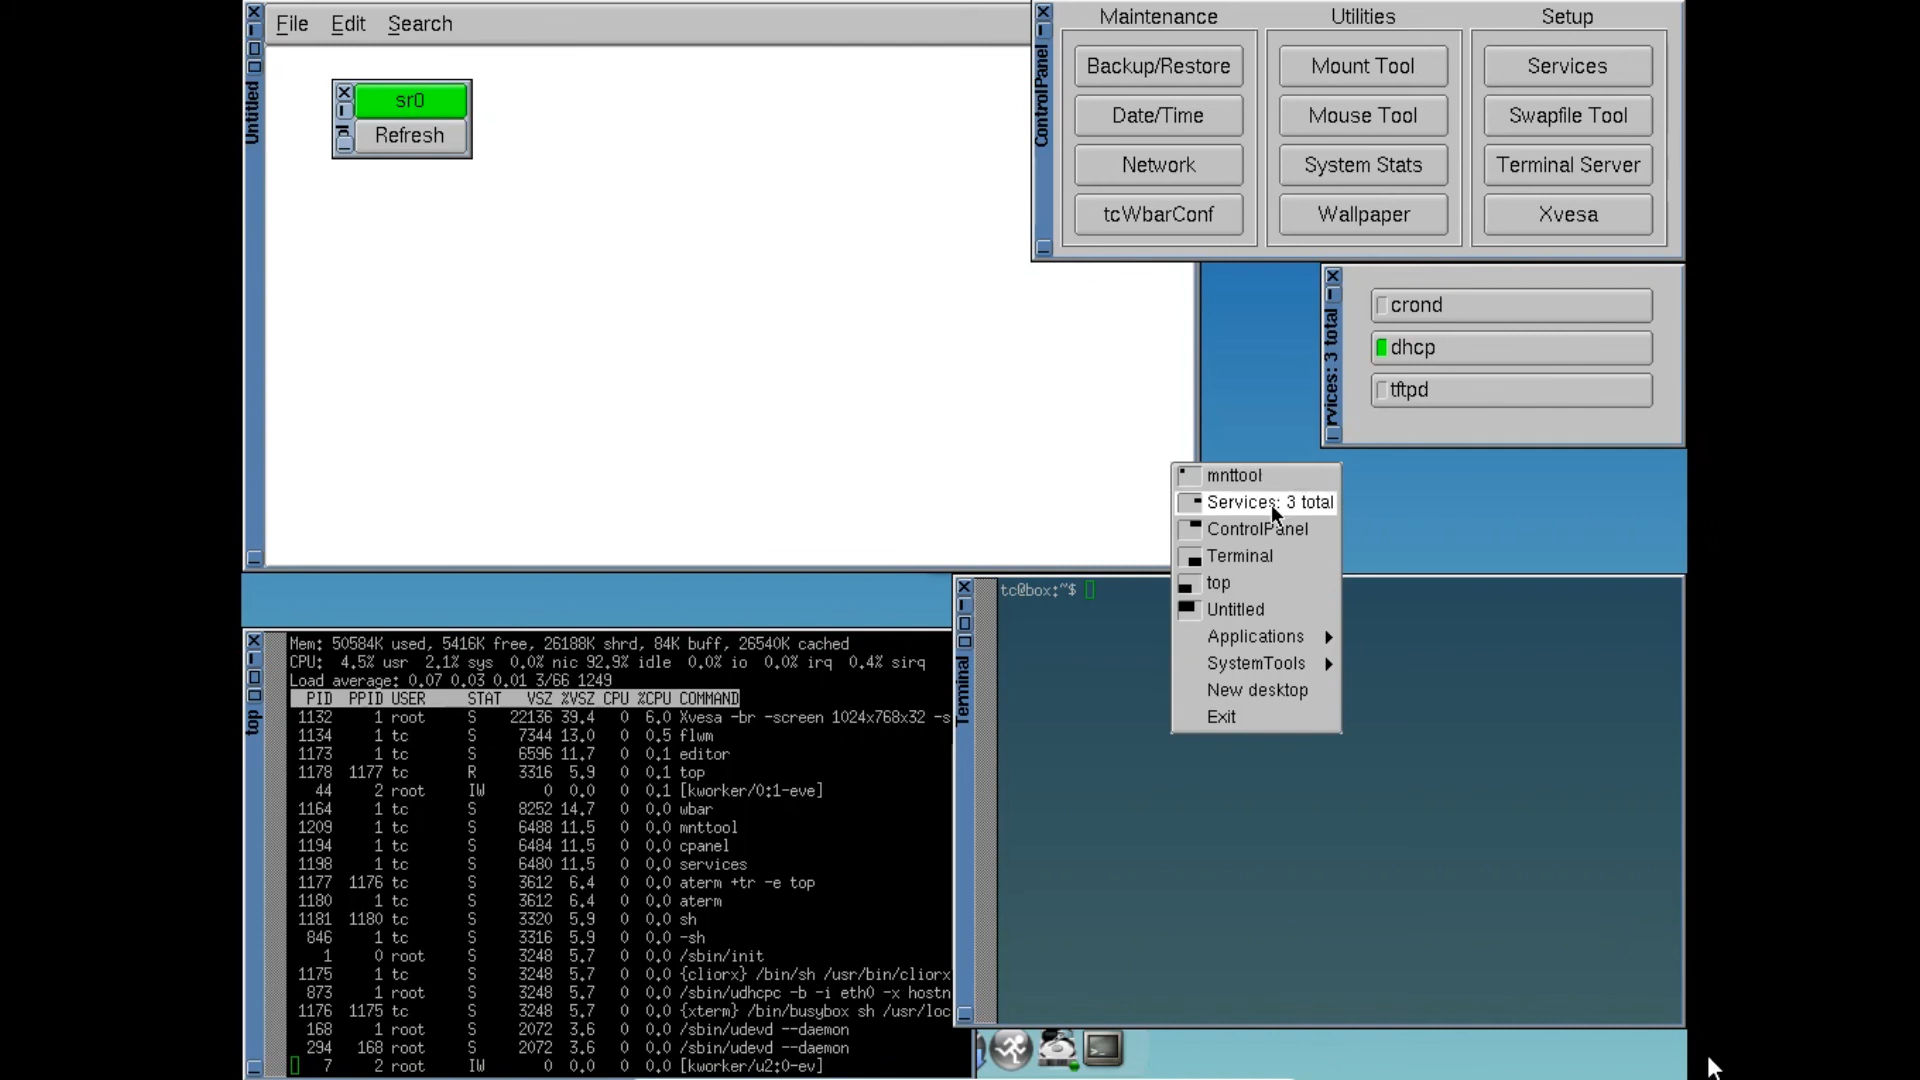 File Edit Search
Untitled
sr0
Refresh
ControlPanel
Maintenance
Backup/Restore
Date/Time
Network
tcWbarConf
Utilities
Mount Tool
Mouse Tool
System Stats
Wallpaper
Setup
Services
Swapfile Tool
Terminal Server
Xvesa
rvices: 3 total
crond
dhcp
tftpd
mnttool
Services: 3 total
ControlPanel
Terminal
top
Untitled
Applications
SystemTools
New desktop
Exit
Terminal
tc@box:~$
top
Mem: 50584K used, 5416K free, 26188K shrd, 84K buff, 26540K cached
CPU: 4.5% usr 2.1% sys 0.0% nic 92.9% idle 0.0% io 0.0% irq 0.4% sirq
Load average: 0.07 0.03 0.01 3/66 1249
PID PPID USER STAT VSZ %VSZ CPU %CPU COMMAND
1132 1 root S 22136 39.4 0 6.0 Xvesa -br -screen 1024x768x32 -s
1134 1 tc S 7344 13.0 0 0.5 flwm
1173 1 tc S 6596 11.7 0 0.1 editor
1178 1177 tc R 3316 5.9 0 0.1 top
44 2 root IW 0 0.0 0 0.1 [kworker/0:1-eve]
1164 1 tc S 8252 14.7 0 0.0 wbar
1209 1 tc S 6488 11.5 0 0.0 mnttool
1194 1 tc S 6484 11.5 0 0.0 cpanel
1198 1 tc S 6480 11.5 0 0.0 services
1177 1176 tc S 3612 6.4 0 0.0 aterm +tr -e top
1180 1 tc S 3612 6.4 0 0.0 aterm
1181 1180 tc S 3320 5.9 0 0.0 sh
846 1 tc S 3316 5.9 0 0.0 -sh
1 0 root S 3248 5.7 0 0.0 /sbin/init
1175 1 tc S 3248 5.7 0 0.0 {cliorx} /bin/sh /usr/bin/cliorx
873 1 root S 3248 5.7 0 0.0 /sbin/udhcpc -b -i eth0 -x hostn
1176 1175 tc S 3248 5.7 0 0.0 {xterm} /bin/busybox sh /usr/loc
168 1 root S 2072 3.6 0 0.0 /sbin/udevd --daemon
294 168 root S 2072 3.6 0 0.0 /sbin/udevd --daemon
7 2 root IW 0 0.0 0 0.0 [kworker/u2:0-ev]